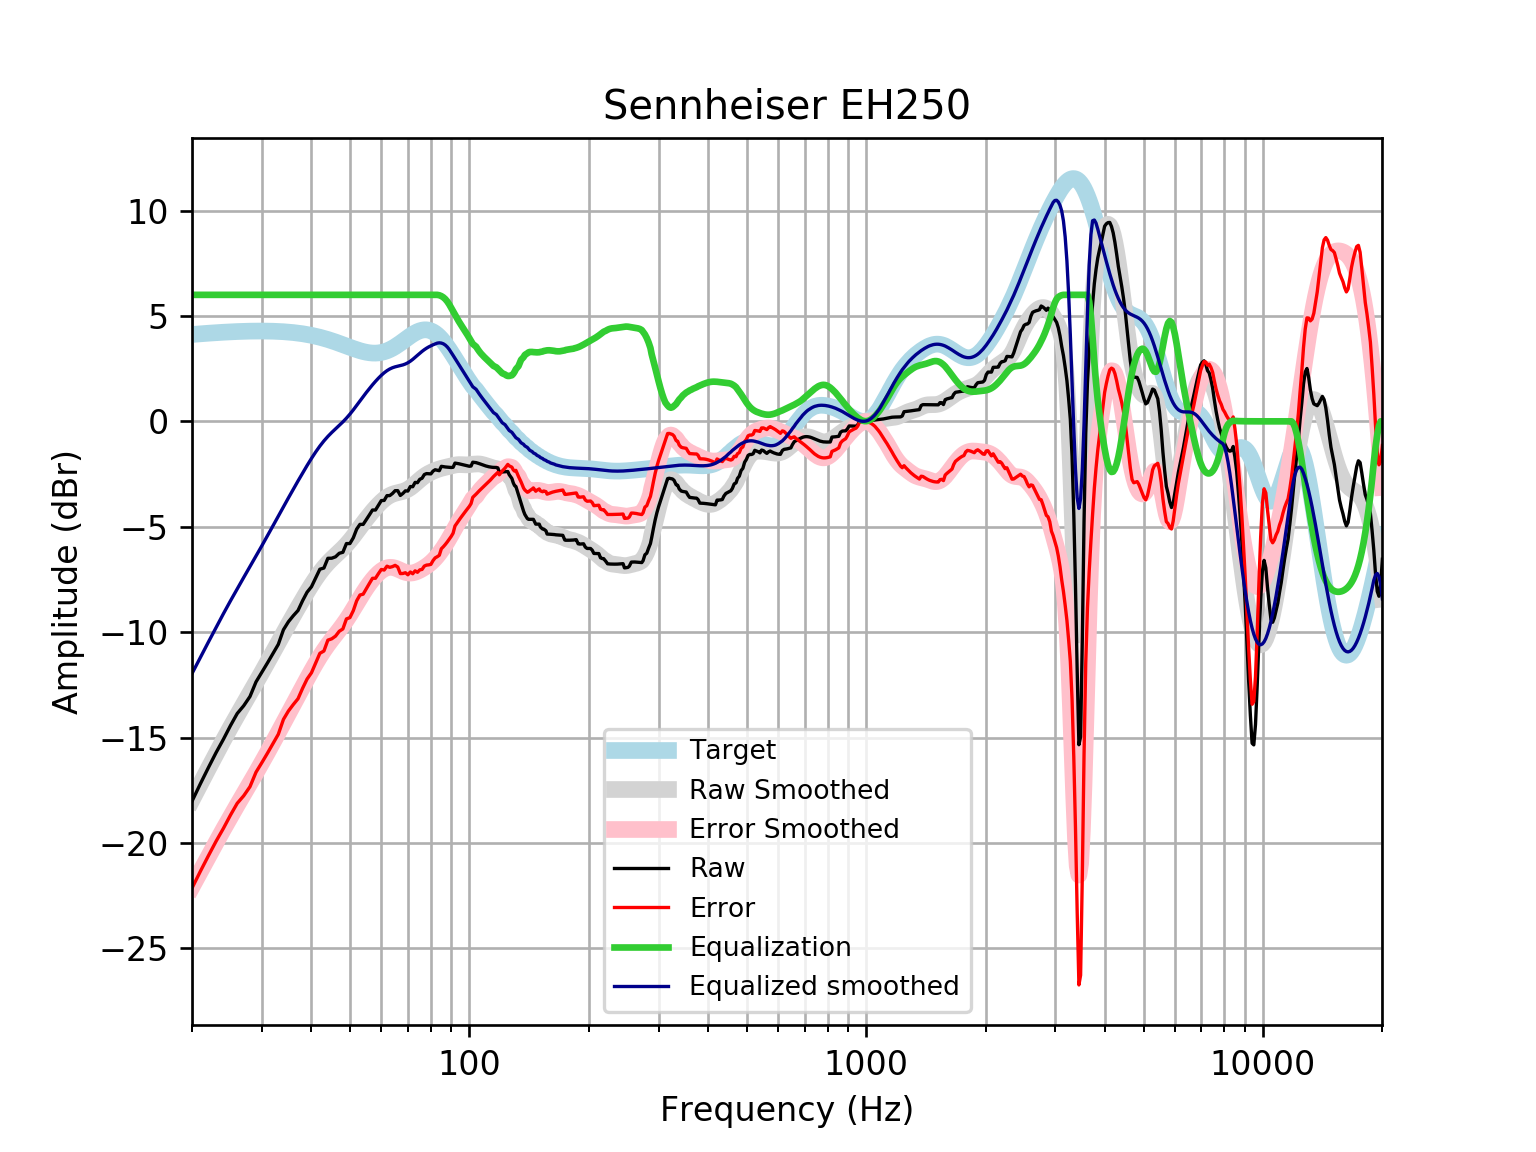 Sennheiser EH250
Amplitude (dBr)
10
5
0
−5
−10
−15
−20
−25
Target
Raw Smoothed
Error Smoothed
Raw
Error
Equalization
Equalized smoothed
100
1000
10000
Frequency (Hz)